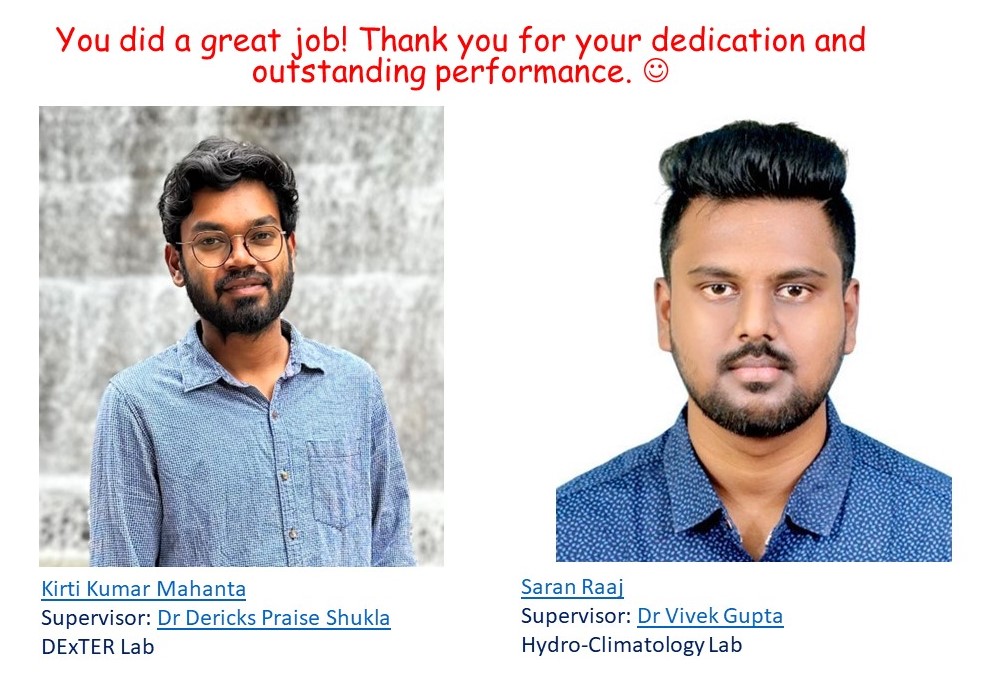 You did a great job! Thank you for your dedication and
outstanding performance. ☺
Kirti Kumar Mahanta
Supervisor: Dr Dericks Praise Shukla
DExTER Lab
Saran Raaj
Supervisor: Dr Vivek Gupta
Hydro-Climatology Lab